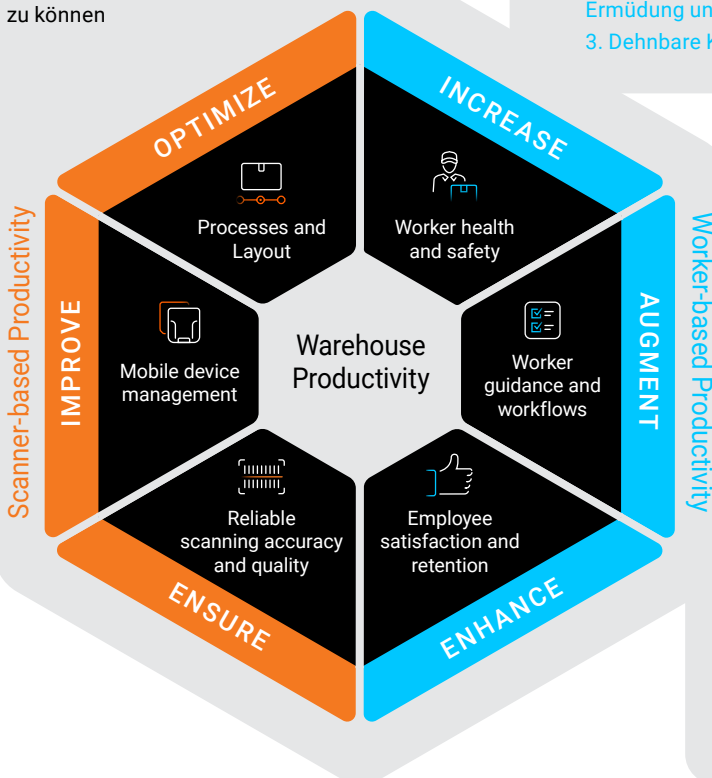 zu können
Ermüdung un
3. Dehnbare K
OPTIMIZE
INCREASE
Processes and
Layout
Worker health
and safety
Scanner-based Productivity
IMPROVE
Mobile device
management
Warehouse
Productivity
Worker
guidance and
workflows
AUGMENT
Worker-based Productivity
Reliable
scanning accuracy
and quality
Employee
satisfaction and
retention
ENSURE
ENHANCE